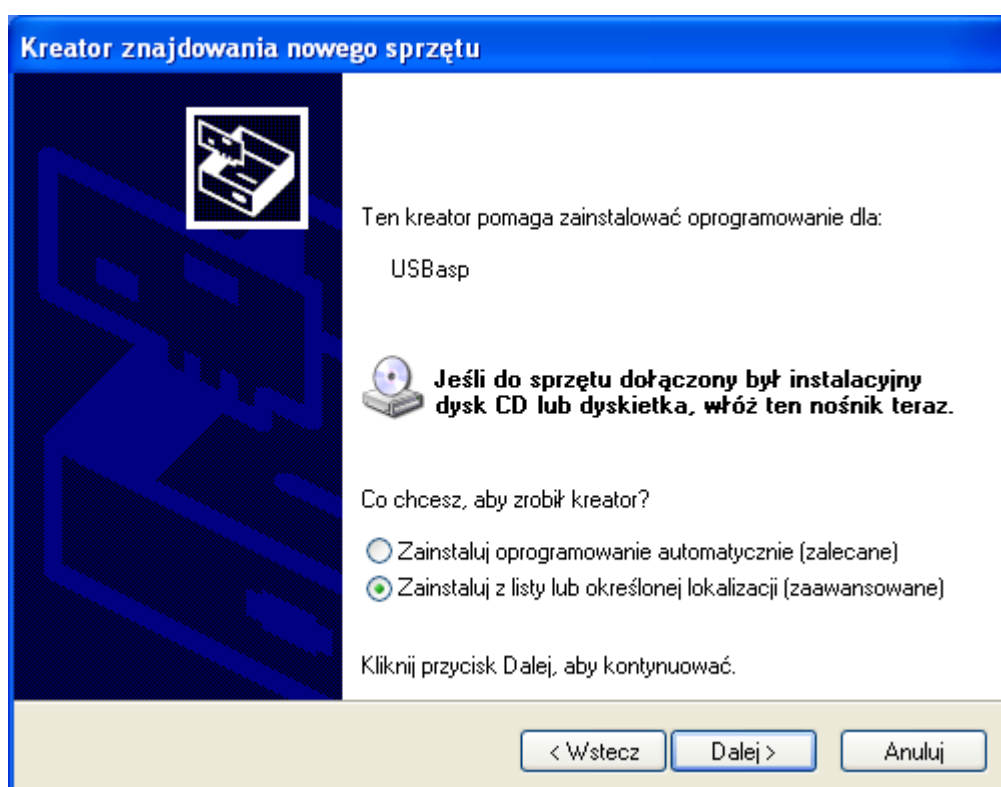 Kreator znajdowania nowego sprzętu
Ten kreator pomaga zainstalować oprogramowanie dla:
USBasp
Jeśli do sprzętu dołączony był instalacyjny
dysk CD lub dyskietka, włóż ten nośnik teraz.
Co chcesz, aby zrobił kreator?
Zainstaluj oprogramowanie automatycznie (zalecane)
Zainstaluj z listy lub określonej lokalizacji (zaawansowane)
Kliknij przycisk Dalej, aby kontynuować.
< Wstecz Dalej > Anuluj